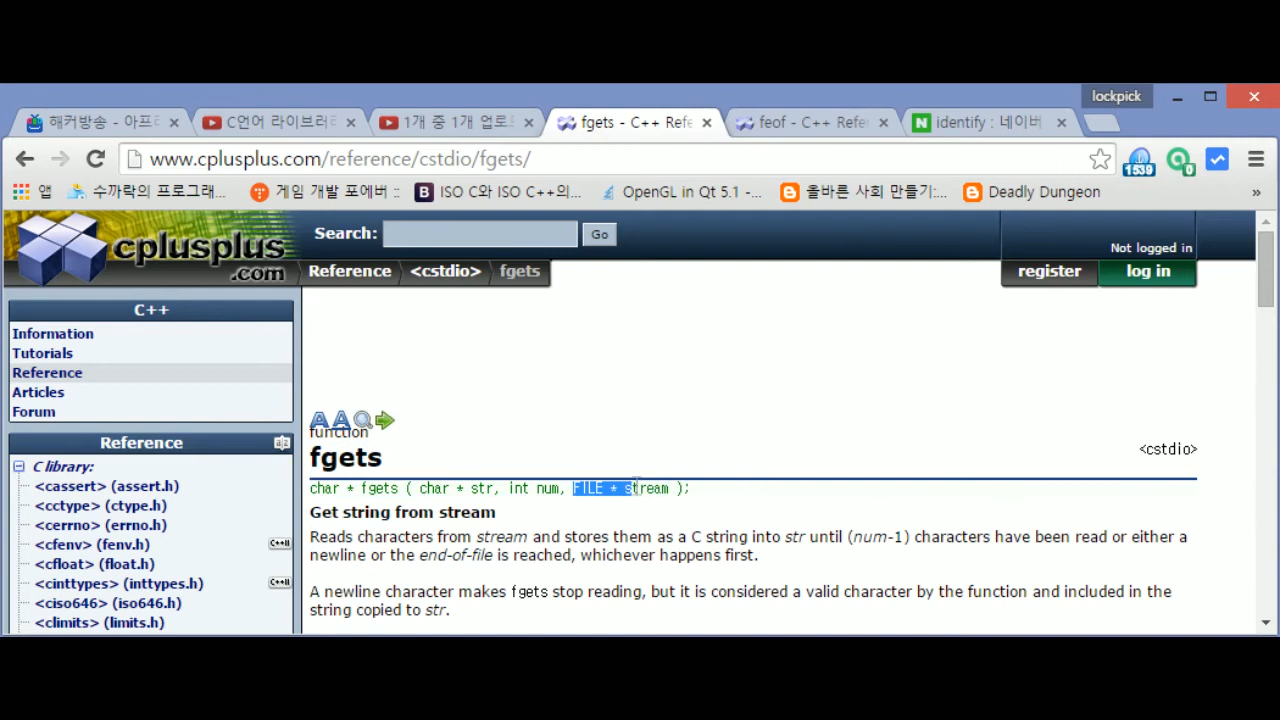 lockpick
해커방송 - 아프리
C언어 라이브러리
1개 중 1개 업로드
fgets - C++ Refe
feof - C++ Refer
identify : 네이버
www.cplusplus.com/reference/cstdio/fgets/
1539
0
앱
수까락의 프로그래...
게임 개발 포에버 ::
B
ISO C와 ISO C++의...
OpenGL in Qt 5.1 -...
올바른 사회 만들기:...
Deadly Dungeon
»
cplusplus
.com
Search:
Go
Not logged in
Reference
<cstdio>
fgets
register
log in
C++
Information
Tutorials
Reference
Articles
Forum
Reference
C library:
<cassert> (assert.h)
<cctype> (ctype.h)
<cerrno> (errno.h)
<cfenv> (fenv.h)
C++11
<cfloat> (float.h)
<cinttypes> (inttypes.h)
C++11
<ciso646> (iso646.h)
<climits> (limits.h)
function
fgets
<cstdio>
char * fgets ( char * str, int num, FILE * stream );
Get string from stream
Reads characters from stream and stores them as a C string into str until (num-1) characters have been read or either a
newline or the end-of-file is reached, whichever happens first.
A newline character makes fgets stop reading, but it is considered a valid character by the function and included in the
string copied to str.